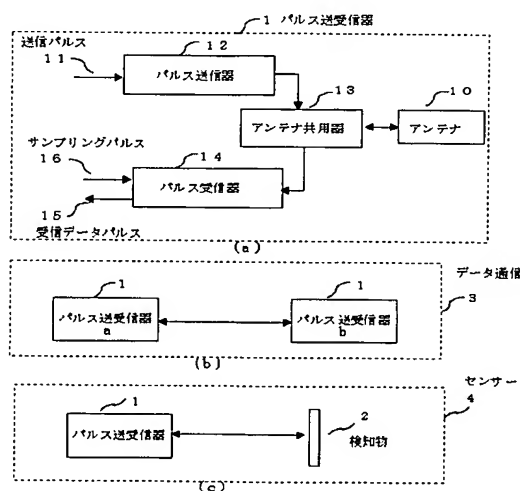 1 パルス送受信器
送信パルス
11
12
パルス送信器
13
アンテナ共用器
10
アンテナ
サンプリングパルス
16
14
パルス受信器
15
受信データパルス
(a)
データ通信
3
1
パルス送受信器
a
1
パルス送受信器
b
(b)
センサー
4
1
パルス送受信器
2
検知物
(c)